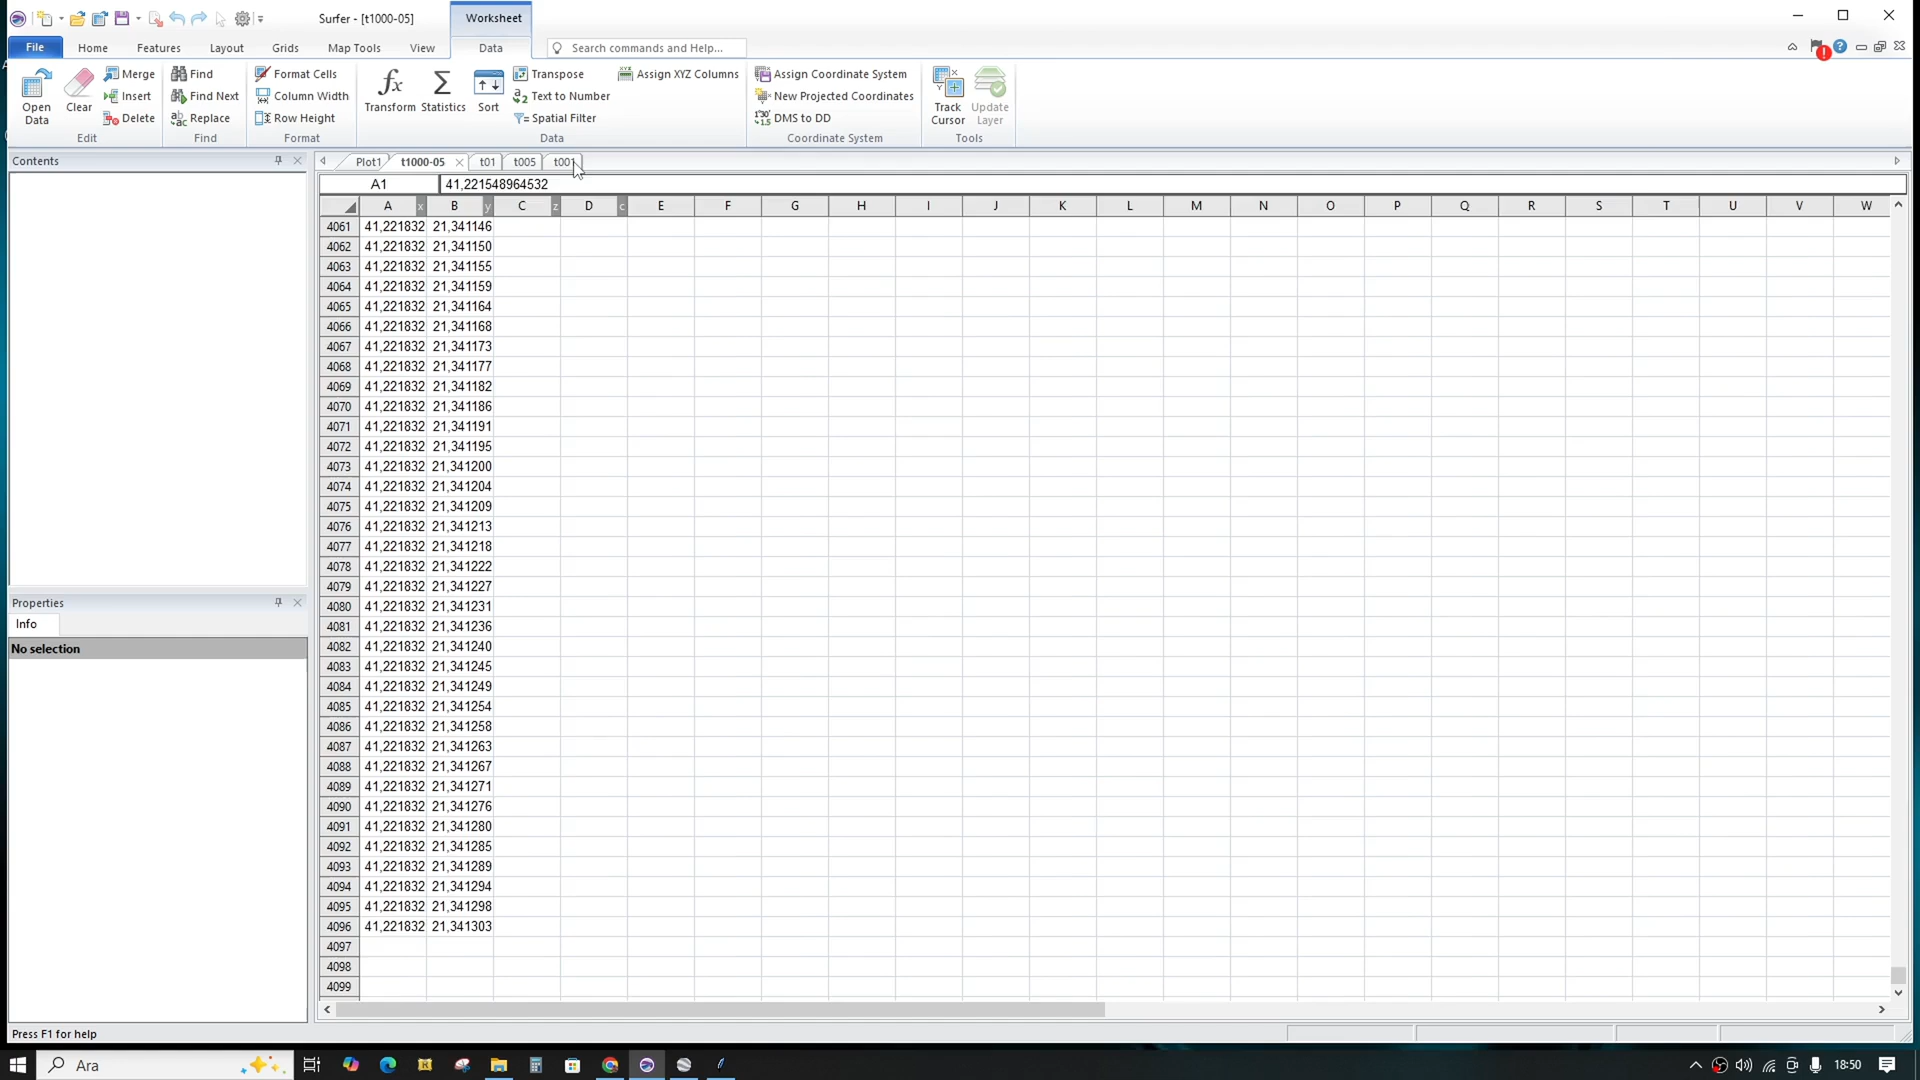 Surfer - [t1000-05]
Worksheet
File
Home
Features
Layout
Grids
Map Tools
View
Data
Search commands and Help...
Open Data
Clear
Merge
Insert
Delete
Edit
Find
Find Next
Replace
Find
Format Cells
Column Width
Row Height
Format
Transform
Statistics
Sort
Transpose
Text to Number
Spatial Filter
Assign XYZ Columns
Data
Assign Coordinate System
New Projected Coordinates
DMS to DD
Coordinate System
Track Cursor
Update Layer
Tools
Contents
Plot1
t1000-05
t01
t005
t001
A1
41,221548964532
A x B y C z D c E F G H I J K L M N O P Q R S T U V W
4061 41,221832 21,341146
4062 41,221832 21,341150
4063 41,221832 21,341155
4064 41,221832 21,341159
4065 41,221832 21,341164
4066 41,221832 21,341168
4067 41,221832 21,341173
4068 41,221832 21,341177
4069 41,221832 21,341182
4070 41,221832 21,341186
4071 41,221832 21,341191
4072 41,221832 21,341195
4073 41,221832 21,341200
4074 41,221832 21,341204
4075 41,221832 21,341209
4076 41,221832 21,341213
4077 41,221832 21,341218
4078 41,221832 21,341222
4079 41,221832 21,341227
4080 41,221832 21,341231
4081 41,221832 21,341236
4082 41,221832 21,341240
4083 41,221832 21,341245
4084 41,221832 21,341249
4085 41,221832 21,341254
4086 41,221832 21,341258
4087 41,221832 21,341263
4088 41,221832 21,341267
4089 41,221832 21,341271
4090 41,221832 21,341276
4091 41,221832 21,341280
4092 41,221832 21,341285
4093 41,221832 21,341289
4094 41,221832 21,341294
4095 41,221832 21,341298
4096 41,221832 21,341303
4097
4098
4099
Properties
Info
No selection
Press F1 for help
Ara
18:50